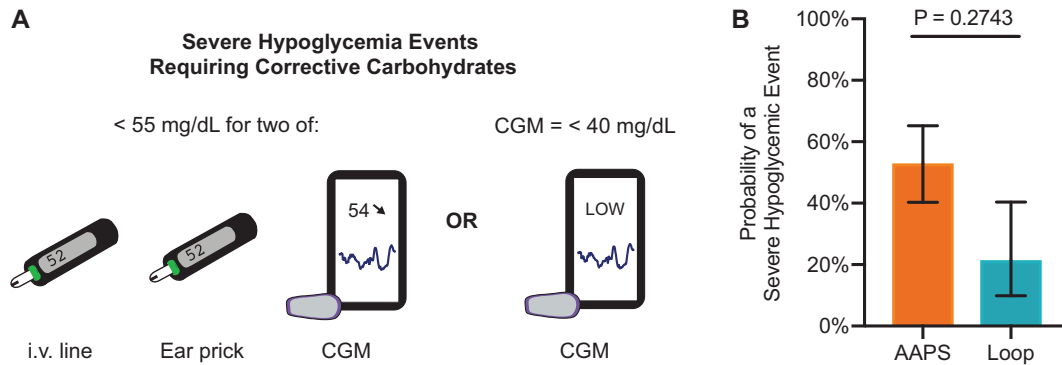 A
Severe Hypoglycemia Events
Requiring Corrective Carbohydrates
< 55 mg/dL for two of:
CGM = < 40 mg/dL
52
52
54
OR
LOW
i.v. line
Ear prick
CGM
CGM
B
P = 0.2743
Probability of a
Severe Hypoglycemic Event
100%
80%
60%
40%
20%
0%
AAPS
Loop